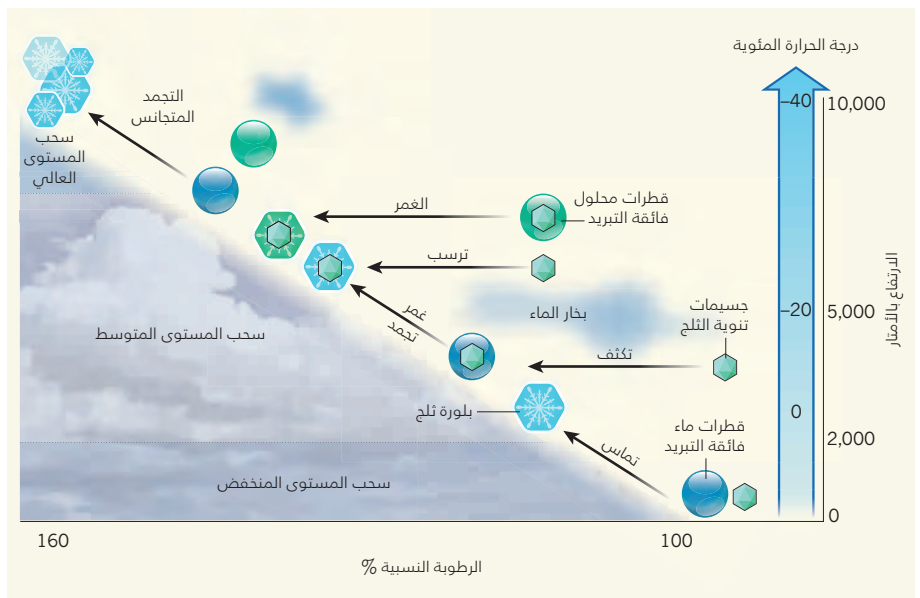 درجة الحرارة المئوية
–40
10,000
التجمد
المتجانس
سحب
المستوى
العالي
قطرات محلول
فائقة التبريد
الغمر
ترسب
الارتفاع بالأمتار
جسيمات
تنوية الثلج
بخار الماء
–20
5,000
غمر
تجمد
سحب المستوى المتوسط
تكثف
بلورة ثلج
0
قطرات ماء
فائقة التبريد
2,000
تماس
سحب المستوى المنخفض
0
160
100
الرطوبة النسبية %